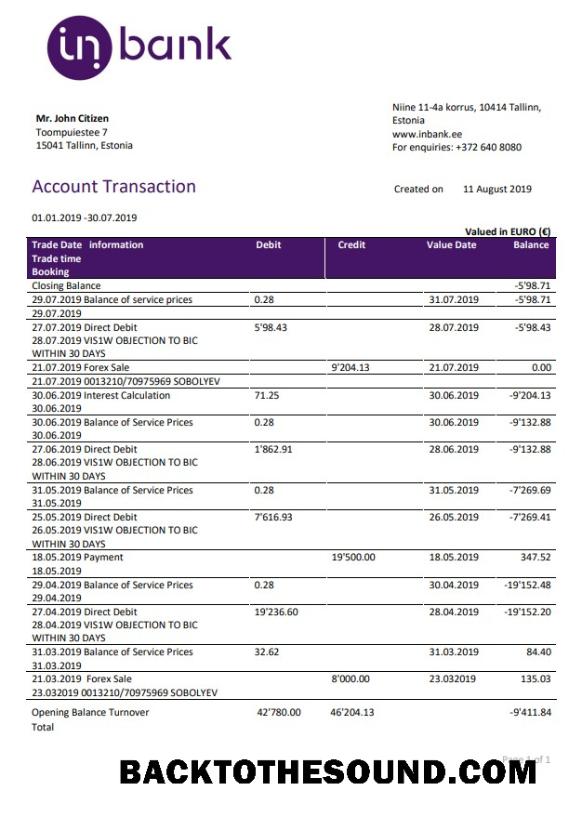 in bank
Niine 11-4a korrus, 10414 Tallinn,
Estonia
www.inbank.ee
For enquiries: +372 640 8080
Mr. John Citizen
Toompuiestee 7
15041 Tallinn, Estonia
Account Transaction
Created on 11 August 2019
01.01.2019 -30.07.2019
Valued in EURO (€)
Trade Date information Debit Credit Value Date Balance
Trade time
Booking
Closing Balance -5'98.71
29.07.2019 Balance of service prices 0.28 31.07.2019 -5'98.71
29.07.2019
27.07.2019 Direct Debit 5'98.43 28.07.2019 -5'98.43
28.07.2019 VIS1W OBJECTION TO BIC
WITHIN 30 DAYS
21.07.2019 Forex Sale 9'204.13 21.07.2019 0.00
21.07.2019 0013210/70975969 SOBOLYEV
30.06.2019 Interest Calculation 71.25 30.06.2019 -9'204.13
30.06.2019
30.06.2019 Balance of Service Prices 0.28 30.06.2019 -9'132.88
30.06.2019
27.06.2019 Direct Debit 1'862.91 28.06.2019 -9'132.88
28.06.2019 VIS1W OBJECTION TO BIC
WITHIN 30 DAYS
31.05.2019 Balance of Service Prices 0.28 31.05.2019 -7'269.69
31.05.2019
25.05.2019 Direct Debit 7'616.93 26.05.2019 -7'269.41
26.05.2019 VIS1W OBJECTION TO BIC
WITHIN 30 DAYS
18.05.2019 Payment 19'500.00 18.05.2019 347.52
18.05.2019
29.04.2019 Balance of Service Prices 0.28 30.04.2019 -19'152.48
29.04.2019
27.04.2019 Direct Debit 19'236.60 28.04.2019 -19'152.20
28.04.2019 VIS1W OBJECTION TO BIC
WITHIN 30 DAYS
31.03.2019 Balance of Service Prices 32.62 31.03.2019 84.40
31.03.2019
21.03.2019 Forex Sale 8'000.00 23.032019 135.03
23.032019 0013210/70975969 SOBOLYEV
Opening Balance Turnover 42'780.00 46'204.13 -9'411.84
Total
Page 1 of 1
BACKTOTHESOUND.COM